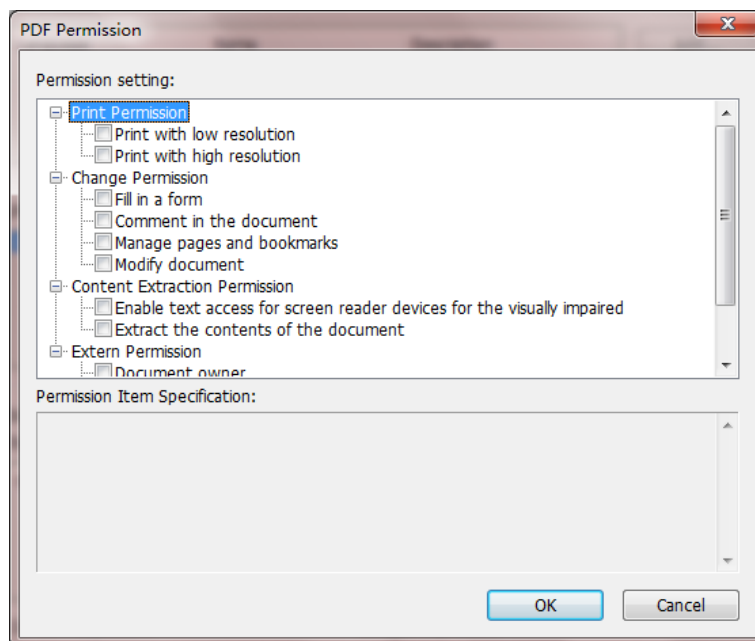 PDF Permission
Permission setting:
Print Permission
Print with low resolution
Print with high resolution
Change Permission
Fill in a form
Comment in the document
Manage pages and bookmarks
Modify document
Content Extraction Permission
Enable text access for screen reader devices for the visually impaired
Extract the contents of the document
Extern Permission
Document owner
Permission Item Specification:
OK Cancel